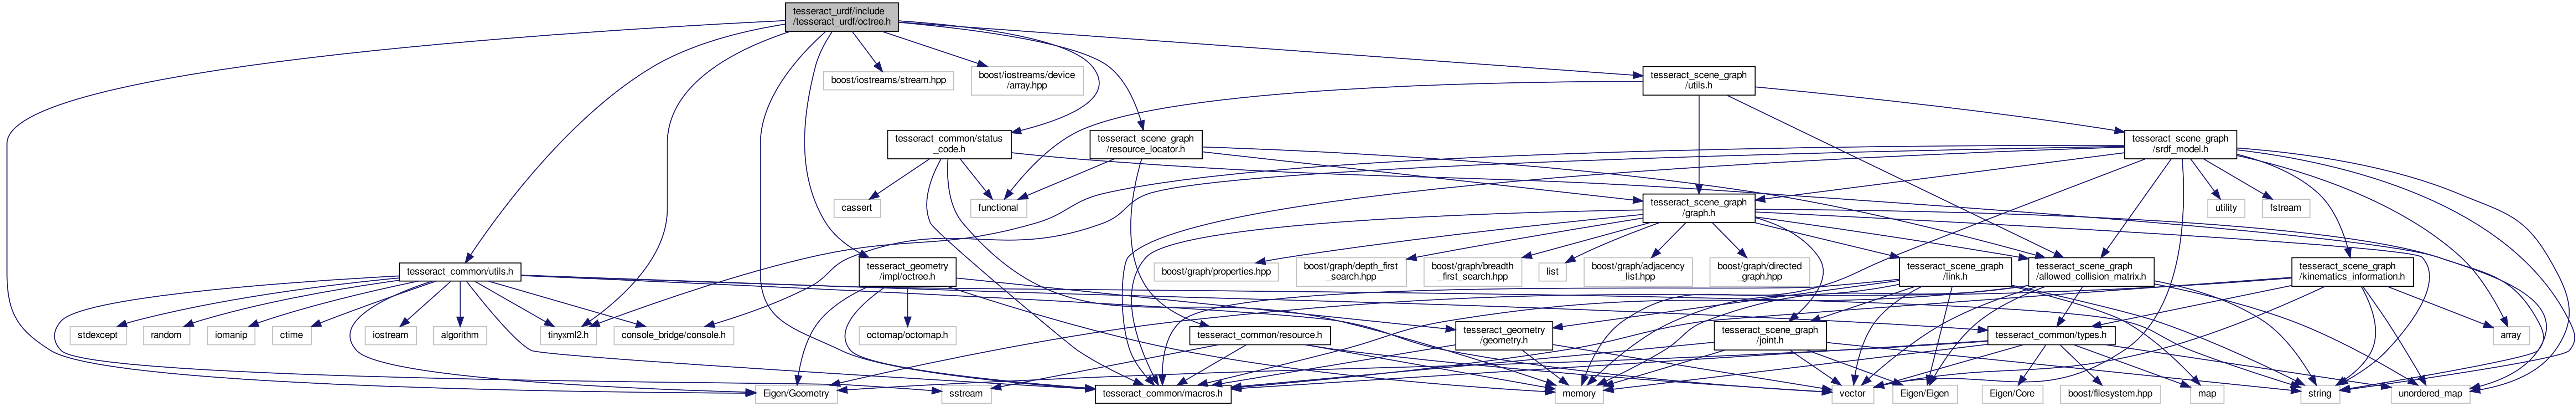 tesseract_urdf/include
/tesseract_urdf/octree.h
boost/iostreams/stream.hpp
boost/iostreams/device
/array.hpp
tesseract_scene_graph
/utils.h
tesseract_common/status
_code.h
tesseract_scene_graph
/resource_locator.h
tesseract_scene_graph
/srdf_model.h
cassert
functional
tesseract_scene_graph
/graph.h
utility
fstream
tesseract_common/utils.h
tesseract_geometry
/impl/octree.h
boost/graph/properties.hpp
boost/graph/depth_first
_search.hpp
boost/graph/breadth
_first_search.hpp
list
boost/graph/adjacency
_list.hpp
boost/graph/directed
_graph.hpp
tesseract_scene_graph
/link.h
tesseract_scene_graph
/allowed_collision_matrix.h
tesseract_scene_graph
/kinematics_information.h
stdexcept
random
iomanip
ctime
iostream
algorithm
tinyxml2.h
console_bridge/console.h
octomap/octomap.h
tesseract_common/resource.h
tesseract_geometry
/geometry.h
tesseract_scene_graph
/joint.h
tesseract_common/types.h
array
Eigen/Geometry
sstream
tesseract_common/macros.h
memory
vector
Eigen/Eigen
Eigen/Core
boost/filesystem.hpp
map
string
unordered_map